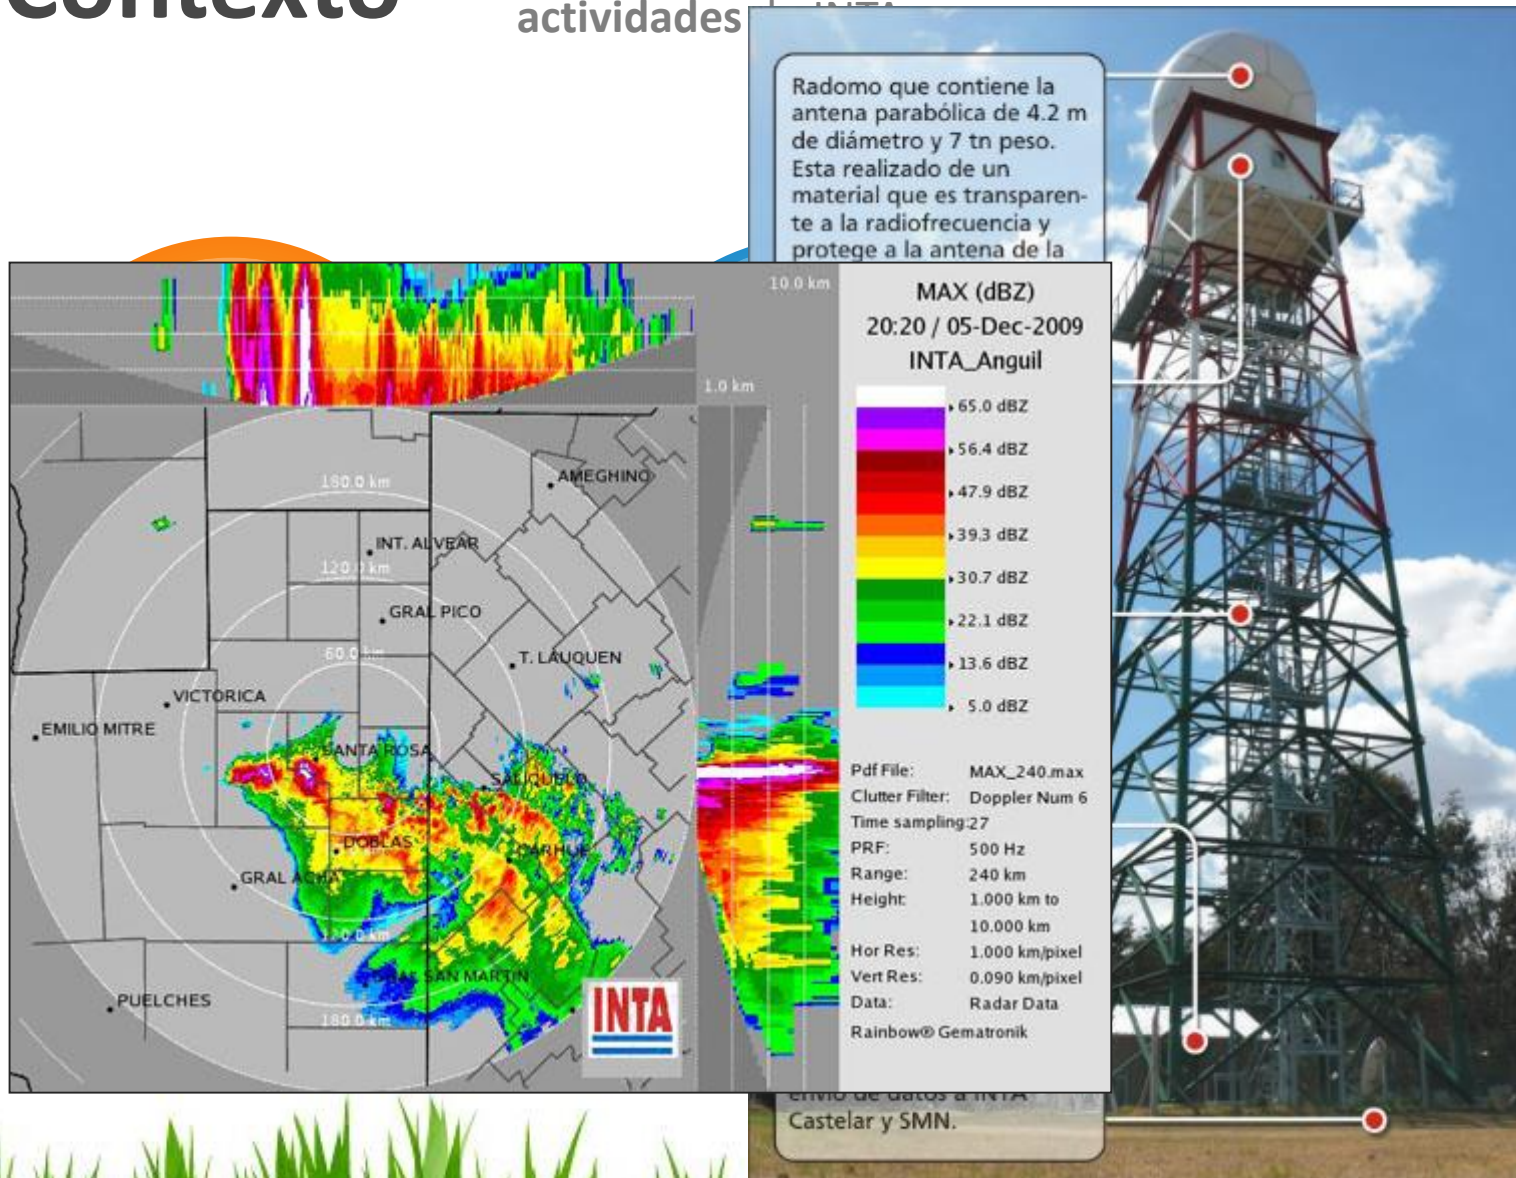 Contexto
actividades
INTA
Radomo que contiene la
antena parabólica de 4.2 m
de diámetro y 7 tn peso.
Esta realizado de un
material que es transparen-
te a la radiofrecuencia y
protege a la antena de la
10.0 km
1.0 km
MAX (dBZ)
20:20 / 05-Dec-2009
INTA_Anguil
65.0 dBZ
56.4 dBZ
47.9 dBZ
39.3 dBZ
30.7 dBZ
22.1 dBZ
13.6 dBZ
5.0 dBZ
Pdf File: MAX_240.max
Clutter Filter: Doppler Num 6
Time sampling:27
PRF: 500 Hz
Range: 240 km
Height: 1.000 km to
10.000 km
Hor Res: 1.000 km/pixel
Vert Res: 0.090 km/pixel
Data: Radar Data
Rainbow® Gematronik
180.0 km
AMEGHINO
INT. ALVEAR
120.0 km
GRAL PICO
60.0 km
T. LAUQUEN
VICTORICA
EMILIO MITRE
SANTA ROSA
SALIQUELO
DOBLAS
CARHUE
GRAL ACHA
120.0 km
GRAL SAN MARTIN
PUELCHES
180.0 km
INTA
envío de datos a INTA
Castelar y SMN.